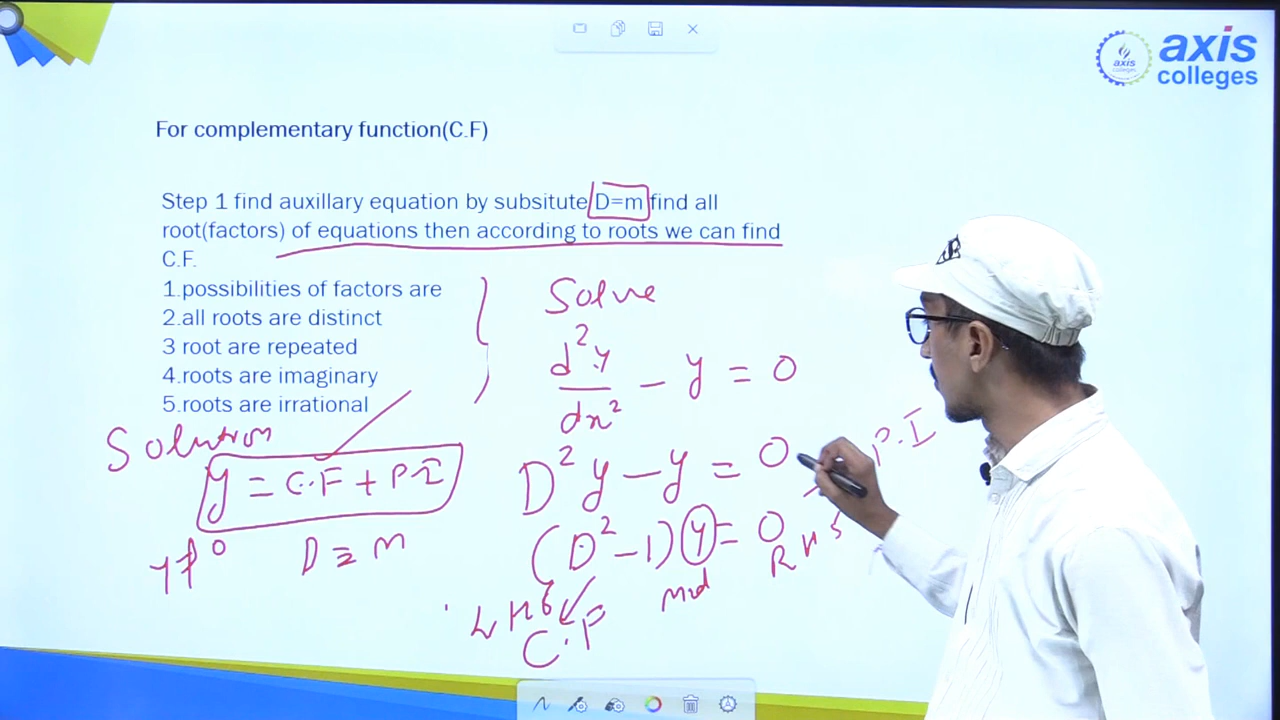 axis
colleges
axis
colleges
For complementary function(C.F)
Step 1 find auxillary equation by subsitute D=m find all
root(factors) of equations then according to roots we can find
C.F.
1.possibilities of factors are
2.all roots are distinct
3 root are repeated
4.roots are imaginary
5.roots are irrational
Solve
d²y/dx² - y = 0
Solution
y = C.F + P.I
D²y - y = 0
P.I
(D²-1) y = 0
y≠0
D = m
RHS
LHS
C.F